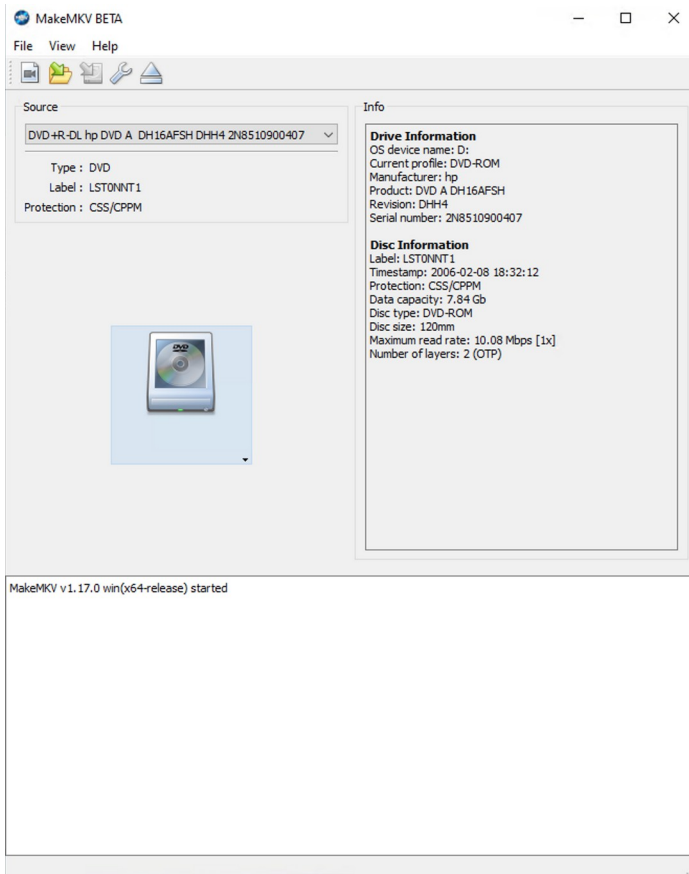 MakeMKV BETA
File View Help
Source
DVD+R-DL hp DVD A DH16AFSH DHH4 2N8510900407
Type : DVD
Label : LST0NNT1
Protection : CSS/CPPM
DVD
Info
Drive Information
OS device name: D:
Current profile: DVD-ROM
Manufacturer: hp
Product: DVD A DH16AFSH
Revision: DHH4
Serial number: 2N8510900407
Disc Information
Label: LST0NNT1
Timestamp: 2006-02-08 18:32:12
Protection: CSS/CPPM
Data capacity: 7.84 Gb
Disc type: DVD-ROM
Disc size: 120mm
Maximum read rate: 10.08 Mbps [1x]
Number of layers: 2 (OTP)
MakeMKV v1.17.0 win(x64-release) started